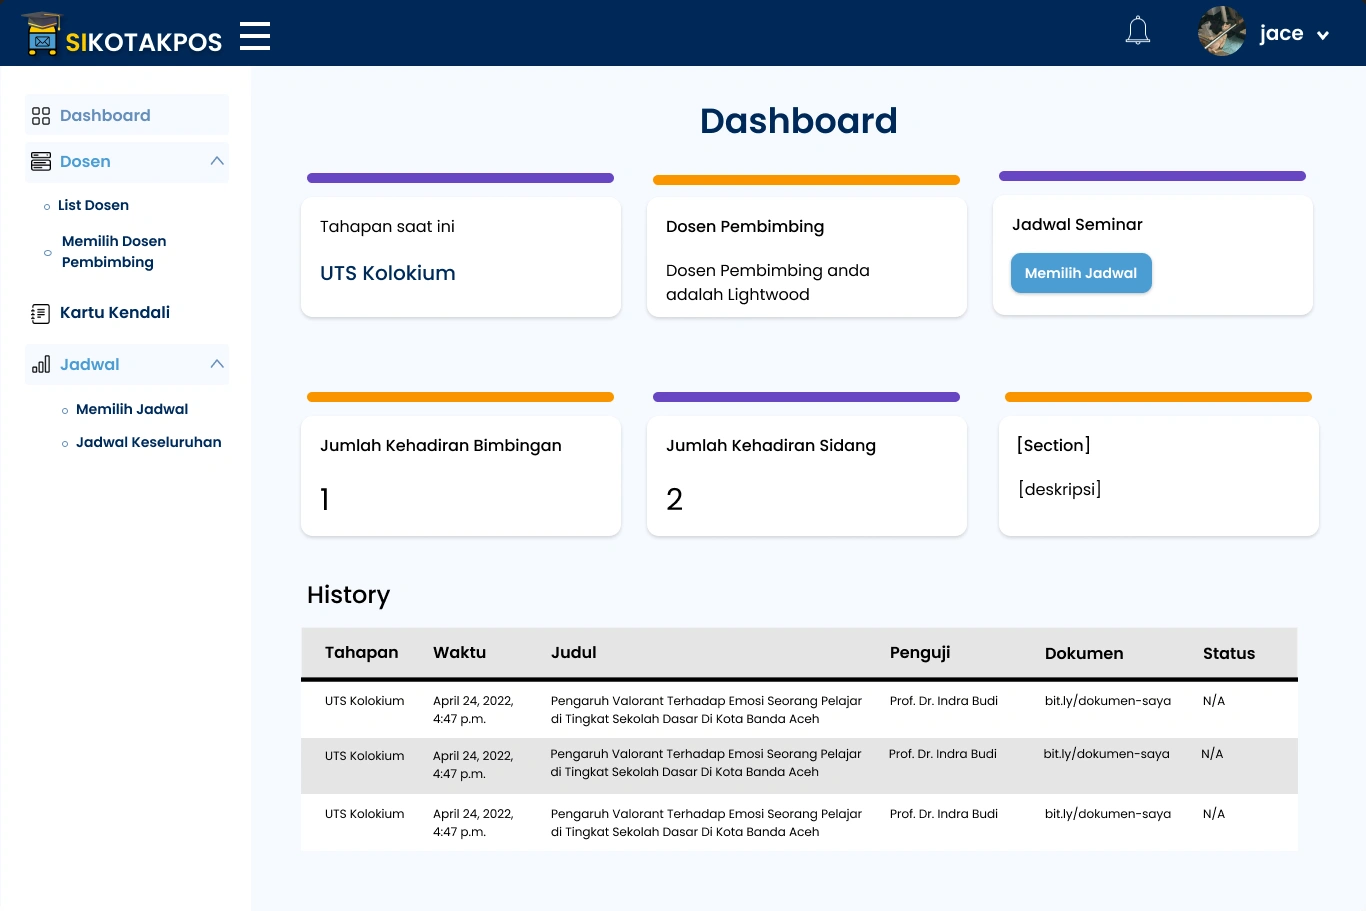 SIKOTAKPOS
jace
Dashboard
Dosen
List Dosen
Memilih Dosen
Pembimbing
Kartu Kendali
Jadwal
Memilih Jadwal
Jadwal Keseluruhan
Dashboard
Tahapan saat ini
UTS Kolokium
Dosen Pembimbing
Dosen Pembimbing anda
adalah Lightwood
Jadwal Seminar
Memilih Jadwal
Jumlah Kehadiran Bimbingan
1
Jumlah Kehadiran Sidang
2
[Section]
[deskripsi]
History
Tahapan Waktu Judul Penguji Dokumen Status
UTS Kolokium April 24, 2022, Pengaruh Valorant Terhadap Emosi Seorang Pelajar Prof. Dr. Indra Budi bit.ly/dokumen-saya N/A
4:47 p.m. di Tingkat Sekolah Dasar Di Kota Banda Aceh
UTS Kolokium April 24, 2022, Pengaruh Valorant Terhadap Emosi Seorang Pelajar Prof. Dr. Indra Budi bit.ly/dokumen-saya N/A
4:47 p.m. di Tingkat Sekolah Dasar Di Kota Banda Aceh
UTS Kolokium April 24, 2022, Pengaruh Valorant Terhadap Emosi Seorang Pelajar Prof. Dr. Indra Budi bit.ly/dokumen-saya N/A
4:47 p.m. di Tingkat Sekolah Dasar Di Kota Banda Aceh